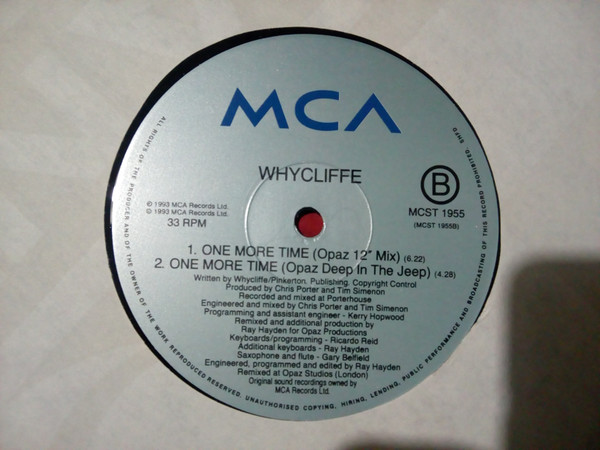 MCA
WHYCLIFFE
℗ 1993 MCA Records Ltd.
© 1993 MCA Records Ltd.
33 RPM
B
MCST 1955
(MCST 1955B)
1. ONE MORE TIME (Opaz 12" Mix) (6.22)
2. ONE MORE TIME (Opaz Deep In The Jeep) (4.28)
Written by Whycliffe/Pinkerton. Publishing. Copyright Control
Produced by Chris Porter and Tim Simenon
Recorded and mixed at Porterhouse
Engineered and mixed by Chris Porter and Tim Simenon
Programming and assistant engineer - Kerry Hopwood
Remixed and additional production by
Ray Hayden for Opaz Productions
Keyboards/programming - Ricardo Reid
Additional keyboards - Ray Hayden
Saxophone and flute - Gary Belfield
Engineered, programmed and edited by Ray Hayden
Remixed at Opaz Studios (London)
Original sound recordings owned by
MCA Records Ltd.
ALL RIGHTS OF THE PRODUCER AND OF THE OWNER OF THE WORK REPRODUCED RESERVED. UNAUTHORISED COPYING, HIRING, LENDING, PUBLIC PERFORMANCE AND BROADCASTING OF THIS RECORD PROHIBITED.